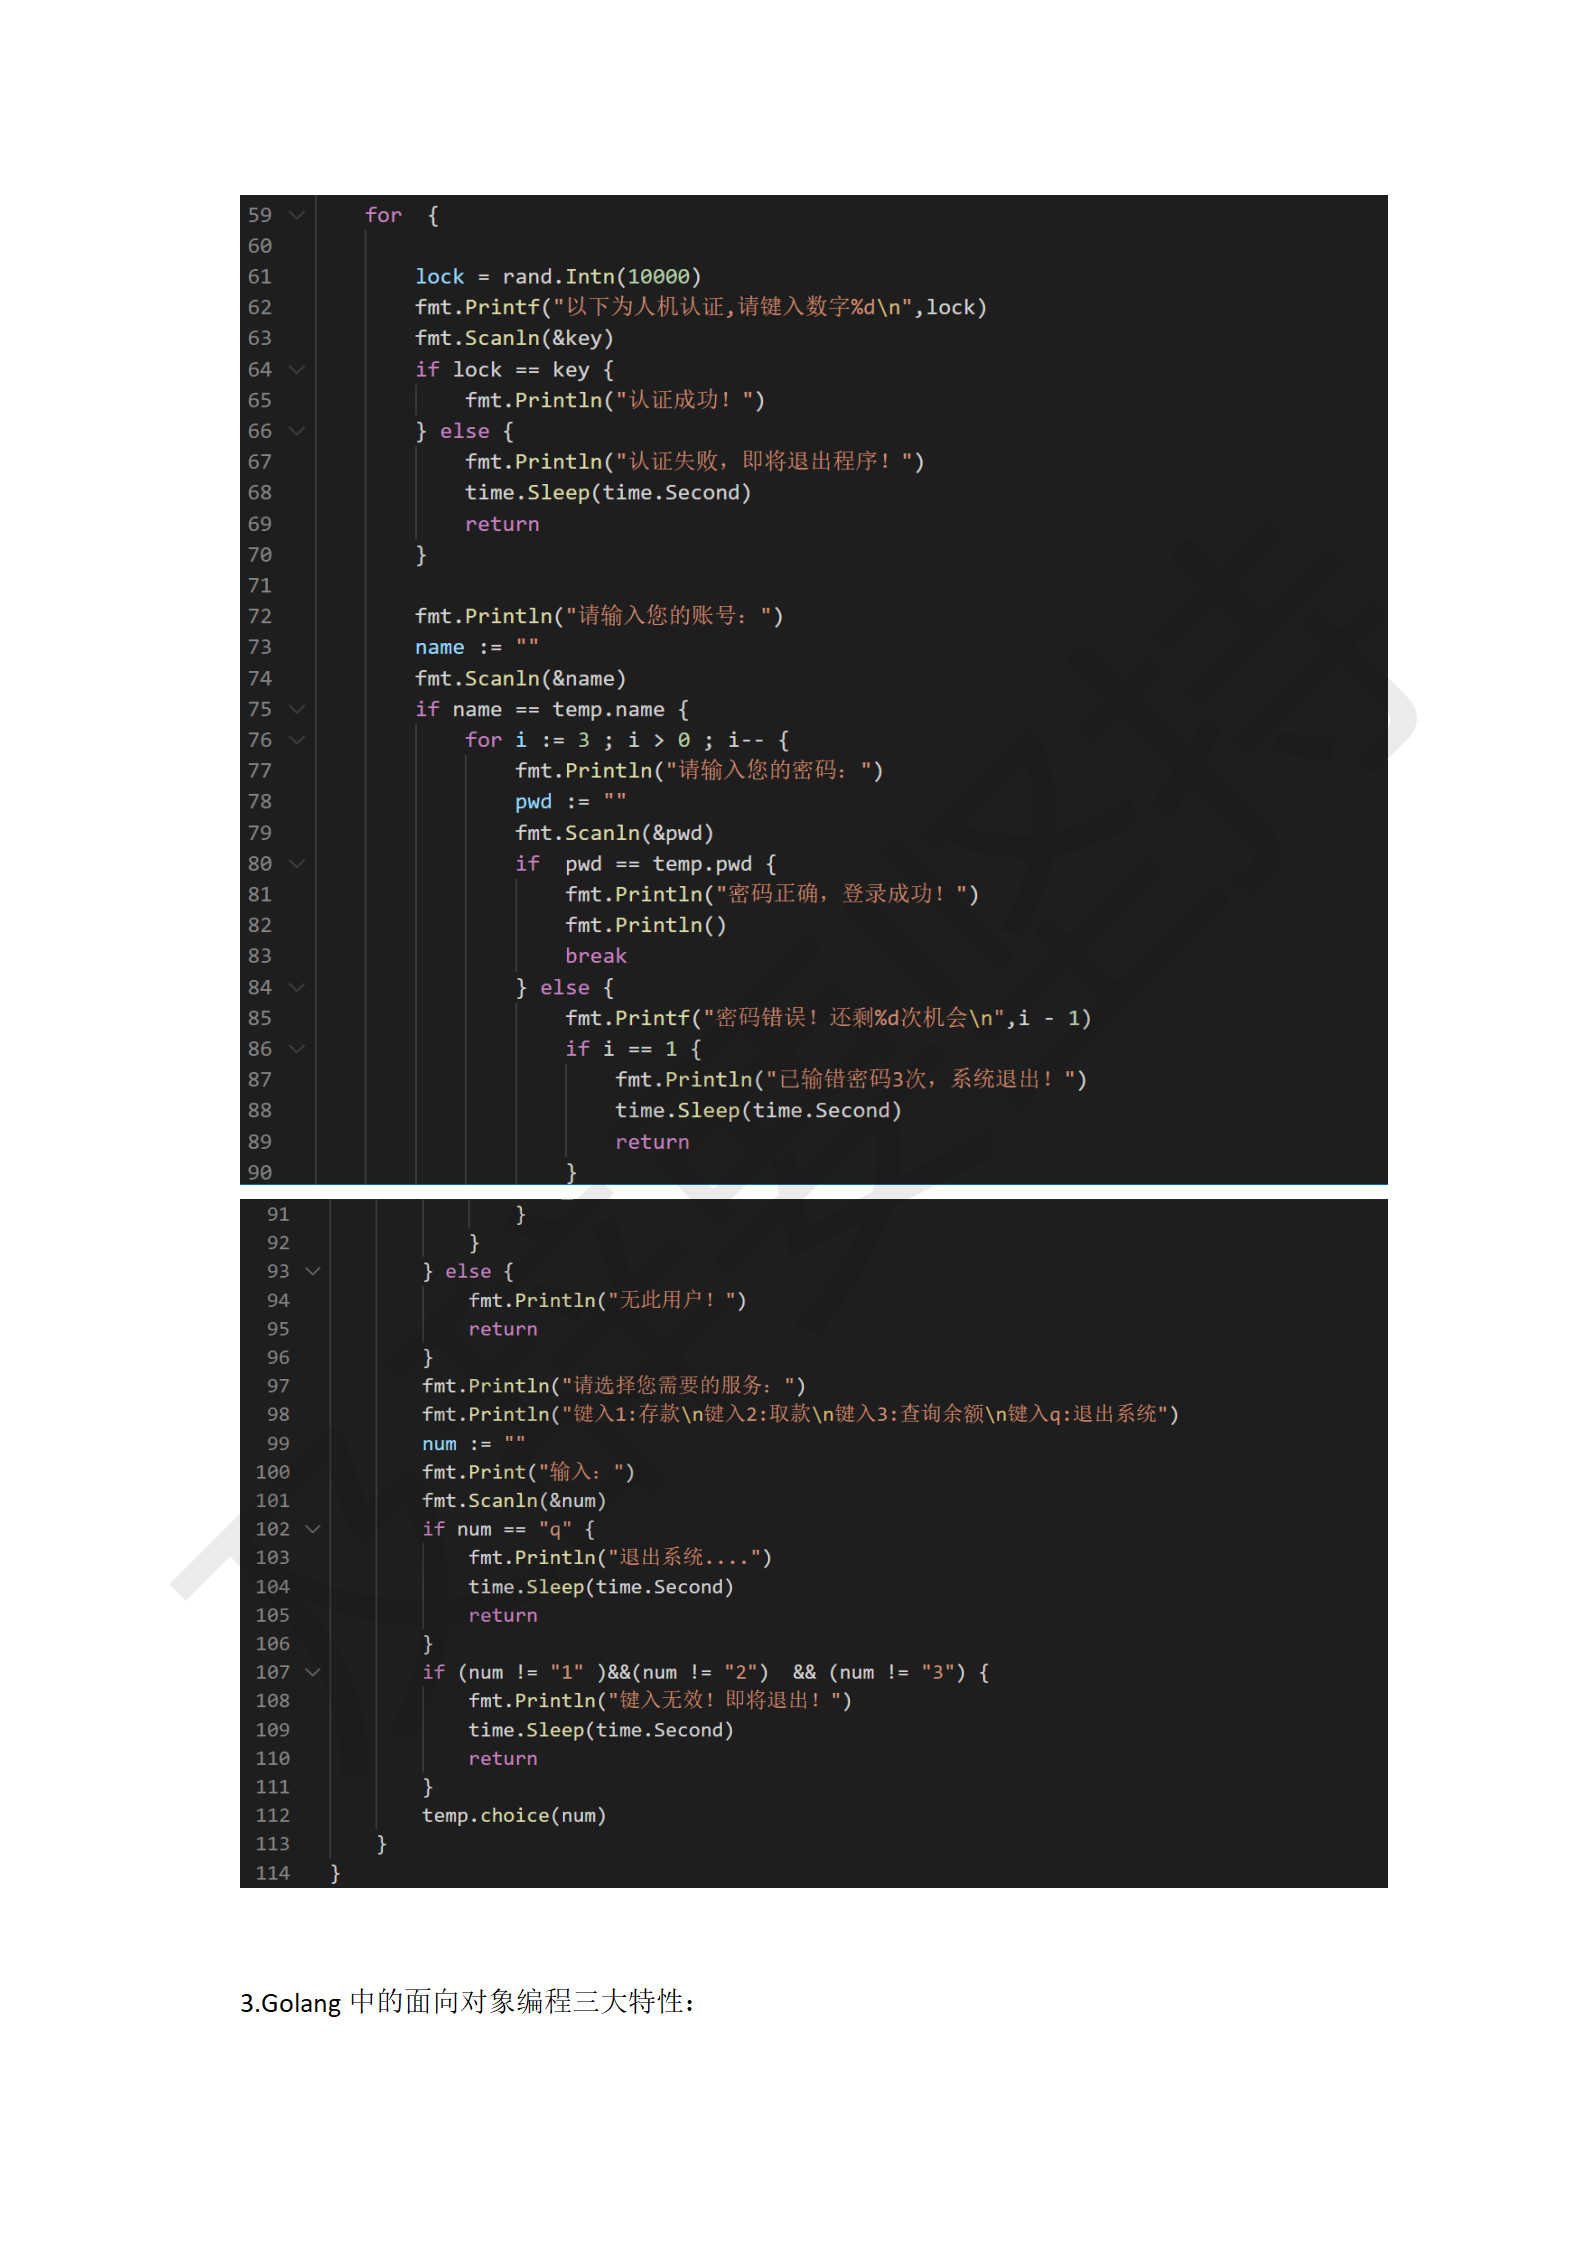 59 for {
60
61 lock = rand.Intn(10000)
62 fmt.Printf("以下为人机认证,请键入数字%d\n",lock)
63 fmt.Scanln(&key)
64 if lock == key {
65 fmt.Println("认证成功！")
66 } else {
67 fmt.Println("认证失败，即将退出程序！")
68 time.Sleep(time.Second)
69 return
70 }
71
72 fmt.Println("请输入您的账号：")
73 name := ""
74 fmt.Scanln(&name)
75 if name == temp.name {
76 for i := 3 ; i > 0 ; i-- {
77 fmt.Println("请输入您的密码：")
78 pwd := ""
79 fmt.Scanln(&pwd)
80 if  pwd == temp.pwd {
81 fmt.Println("密码正确，登录成功！")
82 fmt.Println()
83 break
84 } else {
85 fmt.Printf("密码错误！还剩%d次机会\n",i - 1)
86 if i == 1 {
87 fmt.Println("已输错密码3次，系统退出！")
88 time.Sleep(time.Second)
89 return
90 }
91 }
92 }
93 } else {
94 fmt.Println("无此用户！")
95 return
96 }
97 fmt.Println("请选择您需要的服务：")
98 fmt.Println("键入1:存款\n键入2:取款\n键入3:查询余额\n键入q:退出系统")
99 num := ""
100 fmt.Print("输入：")
101 fmt.Scanln(&num)
102 if num == "q" {
103 fmt.Println("退出系统....")
104 time.Sleep(time.Second)
105 return
106 }
107 if (num != "1" )&&(num != "2")  && (num != "3") {
108 fmt.Println("键入无效！即将退出！")
109 time.Sleep(time.Second)
110 return
111 }
112 temp.choice(num)
113 }
114 }
3.Golang 中的面向对象编程三大特性：